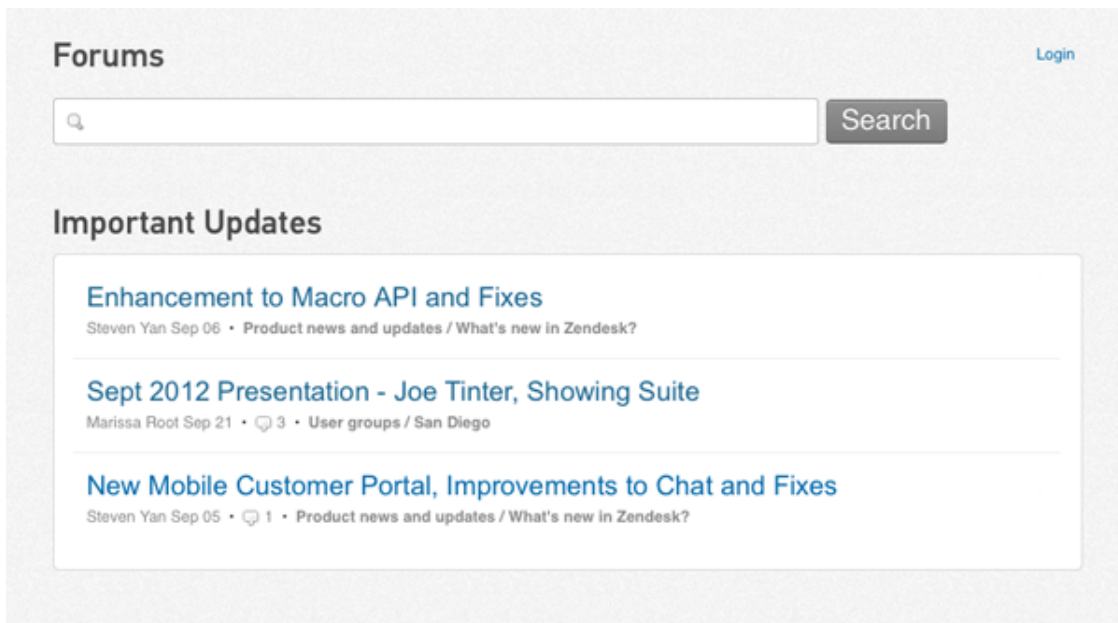 Forums
Login
Search
Important Updates
Enhancement to Macro API and Fixes
Steven Yan Sep 06 • Product news and updates / What's new in Zendesk?
Sept 2012 Presentation - Joe Tinter, Showing Suite
Marissa Root Sep 21 • 3 • User groups / San Diego
New Mobile Customer Portal, Improvements to Chat and Fixes
Steven Yan Sep 05 • 1 • Product news and updates / What's new in Zendesk?